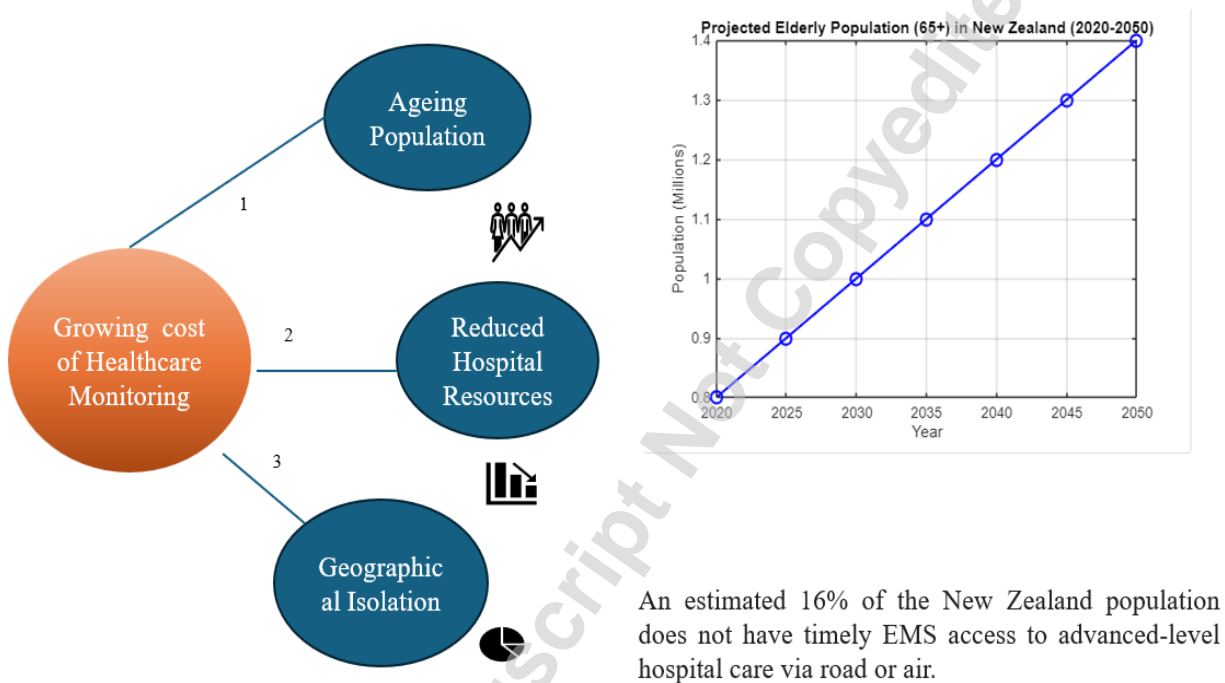 Ageing
Population
1
Growing cost
of Healthcare
Monitoring
2
Reduced
Hospital
Resources
3
Geographic
al Isolation
Projected Elderly Population (65+) in New Zealand (2020-2050)
1.4
1.3
1.2
1.1
1
0.9
0.8
Population (Millions)
2020 2025 2030 2035 2040 2045 2050
Year
An estimated 16% of the New Zealand population
does not have timely EMS access to advanced-level
hospital care via road or air.
script Not Copyedite